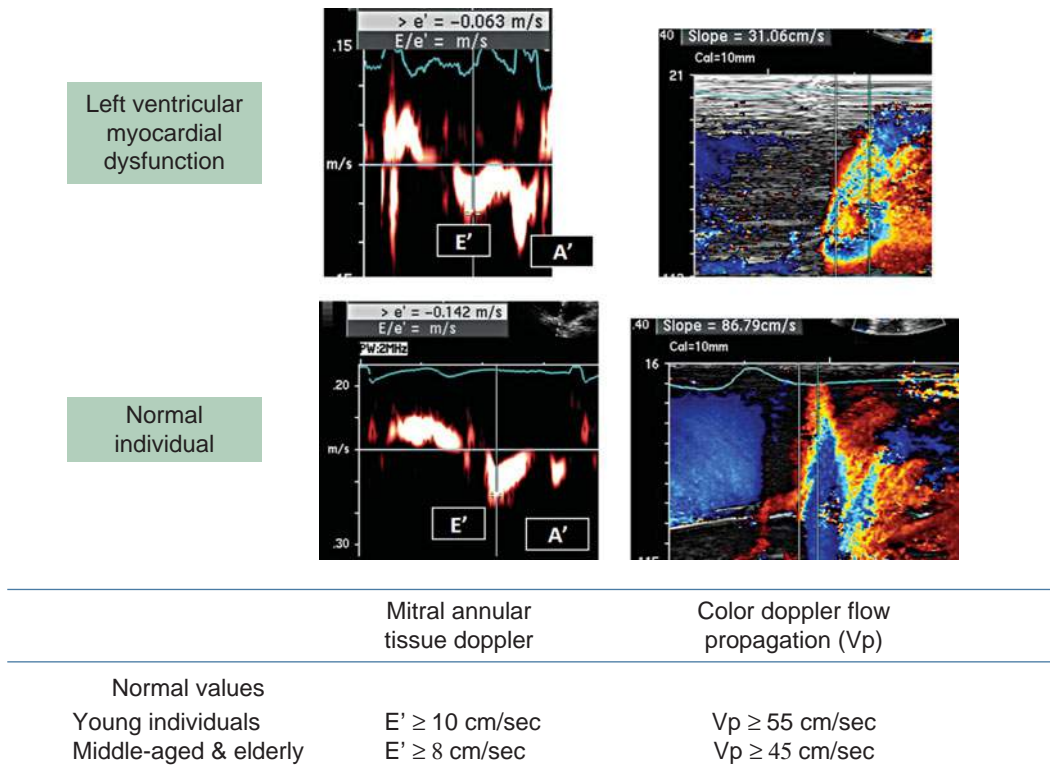 > e' = -0.063 m/s
E/e' = m/s
.15
m/s
E'
A'
.15
40 Slope = 31.06cm/s
Cal=10mm
21
Left ventricular
myocardial
dysfunction
> e' = -0.142 m/s
E/e' = m/s
PW:2MHz
.20
m/s
E'
A'
.30
.40 Slope = 86.79cm/s
Cal=10mm
16
Normal
individual
Mitral annular
tissue doppler
Color doppler flow
propagation (Vp)
Normal values
Young individuals E' ≥ 10 cm/sec Vp ≥ 55 cm/sec
Middle-aged & elderly E' ≥ 8 cm/sec Vp ≥ 45 cm/sec